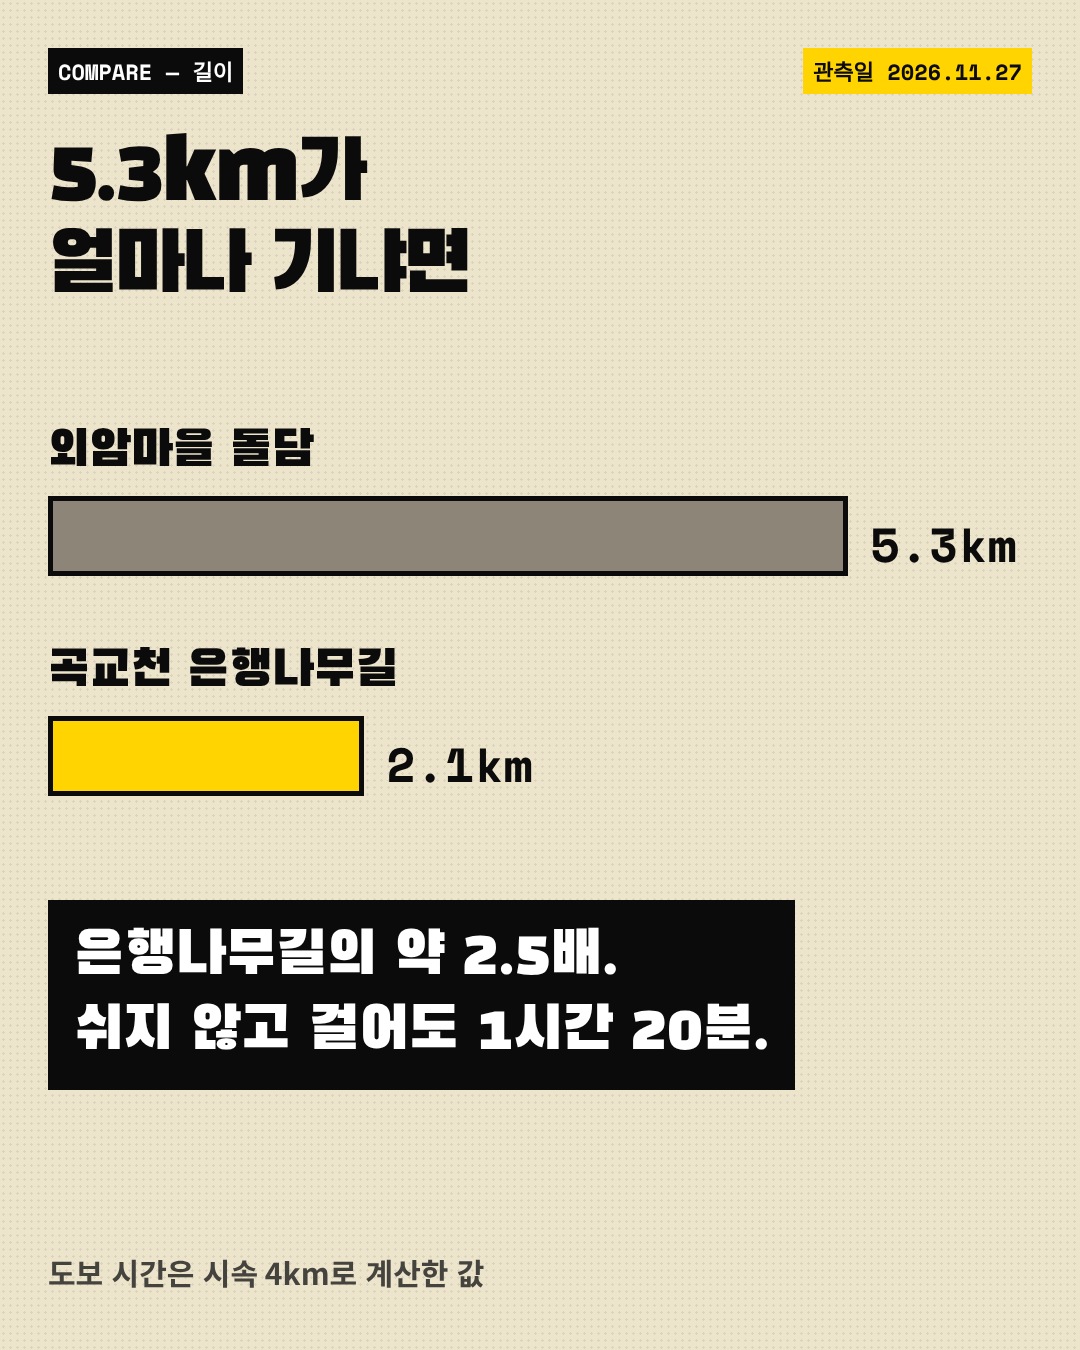 COMPARE — 길이
관측일 2026.11.27
5.3km가
얼마나 기냐면
외암마을 돌담
5.3km
곡교천 은행나무길
2.1km
은행나무길의 약 2.5배.
쉬지 않고 걸어도 1시간 20분.
도보 시간은 시속 4km로 계산한 값